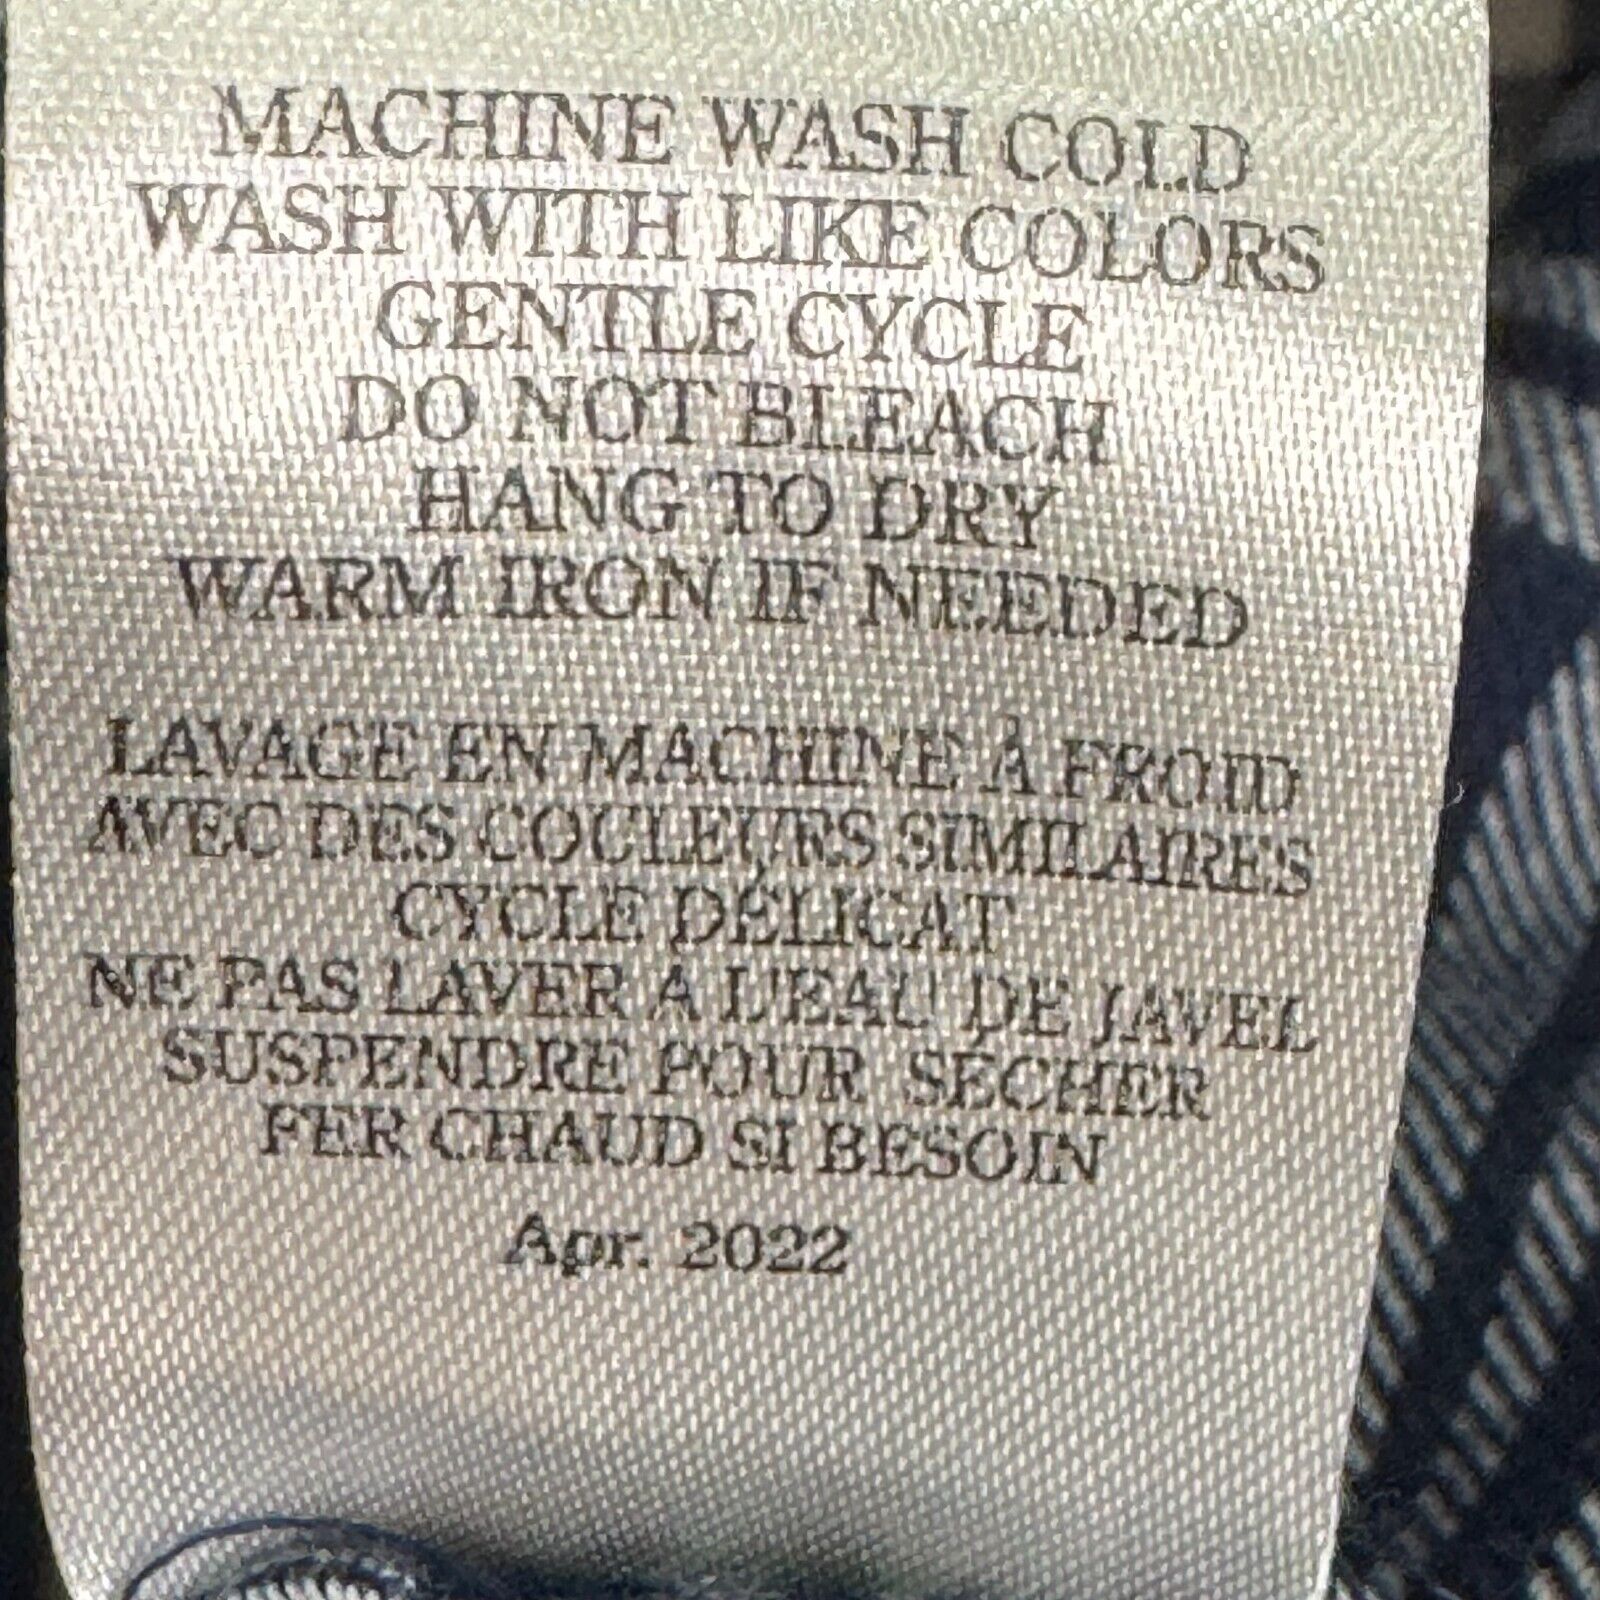 MACHINE WASH COLD
WASH WITH LIKE COLORS
GENTLE CYCLE
DO NOT BLEACH
HANG TO DRY
WARM IRON IF NEEDED
LAVAGE EN MACHINE À FROID
AVEC DES COULEURS SIMILAIRES
CYCLE DÉLICAT
NE PAS LAVER A L'EAU DE JAVEL
SUSPENDRE POUR SECHER
FER CHAUD SI BESOIN
Apr. 2022